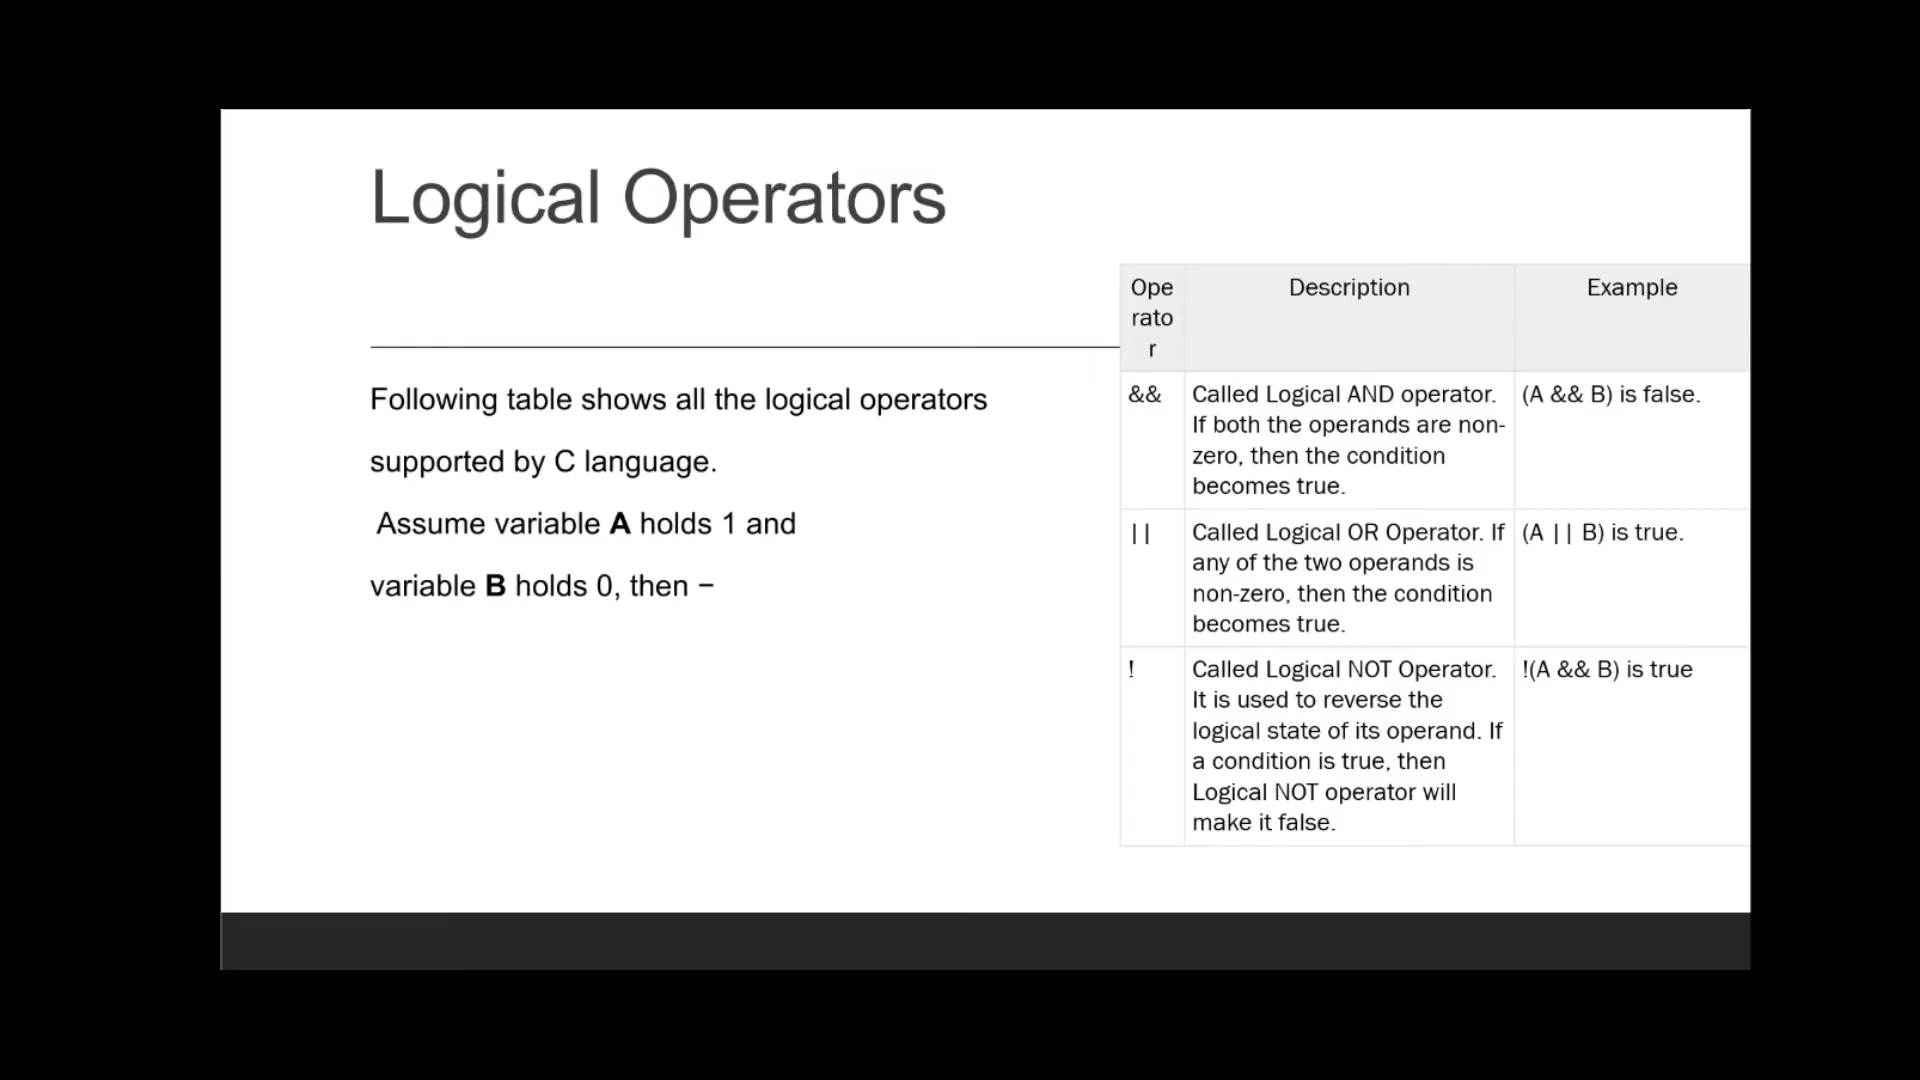 Logical Operators
Following table shows all the logical operators
supported by C language.
Assume variable A holds 1 and
variable B holds 0, then −
Ope
rato
r
Description
Example
&&
Called Logical AND operator.
If both the operands are non-
zero, then the condition
becomes true.
(A && B) is false.
||
Called Logical OR Operator. If
any of the two operands is
non-zero, then the condition
becomes true.
(A || B) is true.
!
Called Logical NOT Operator.
It is used to reverse the
logical state of its operand. If
a condition is true, then
Logical NOT operator will
make it false.
!(A && B) is true